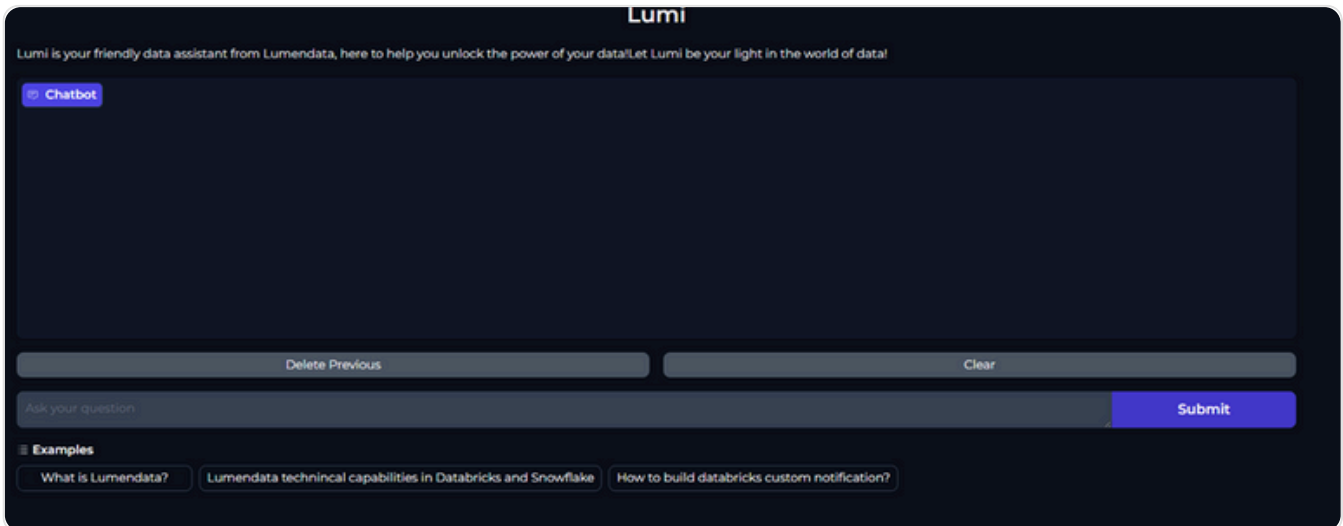 Lumi
Lumi is your friendly data assistant from Lumendata, here to help you unlock the power of your data!Let Lumi be your light in the world of data!
Chatbot
Delete Previous
Clear
Ask your question
Submit
Examples
What is Lumendata?
Lumendata technincal capabilities in Databricks and Snowflake
How to build databricks custom notification?